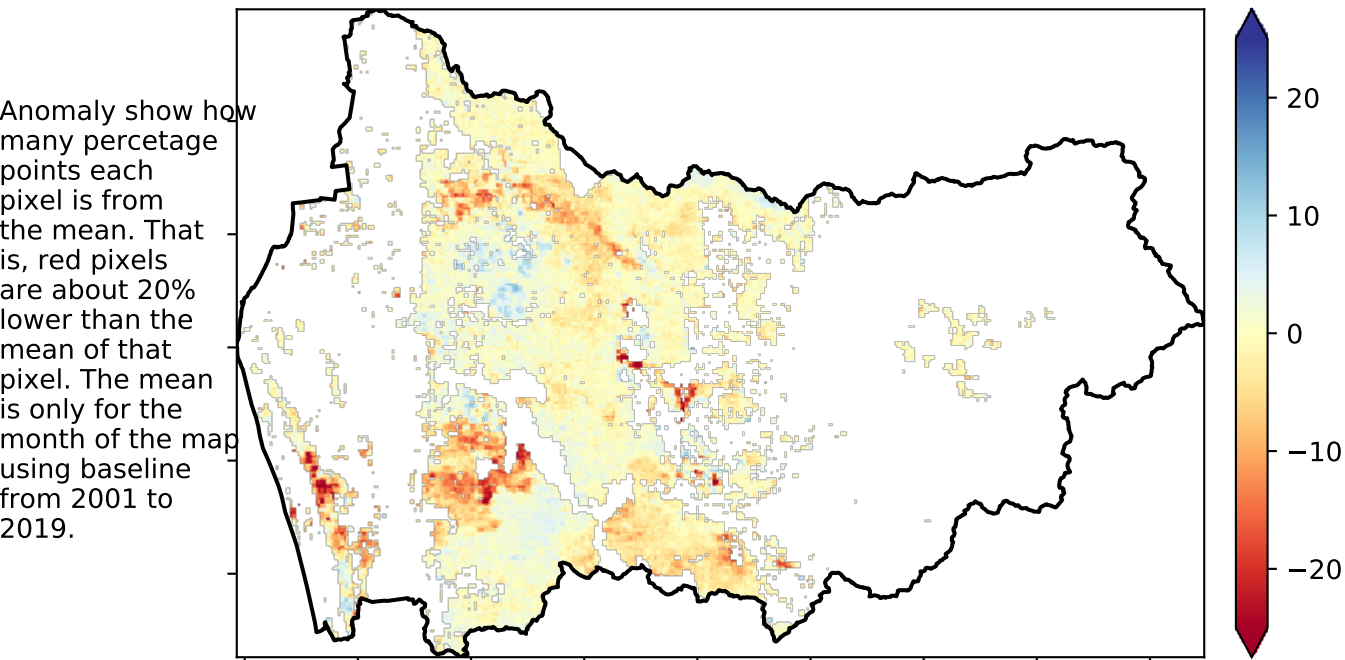 Anomaly show how
many percetage
points each
pixel is from
the mean. That
is, red pixels
are about 20%
lower than the
mean of that
pixel. The mean
is only for the
month of the map
using baseline
from 2001 to
2019.
20
10
0
−10
−20